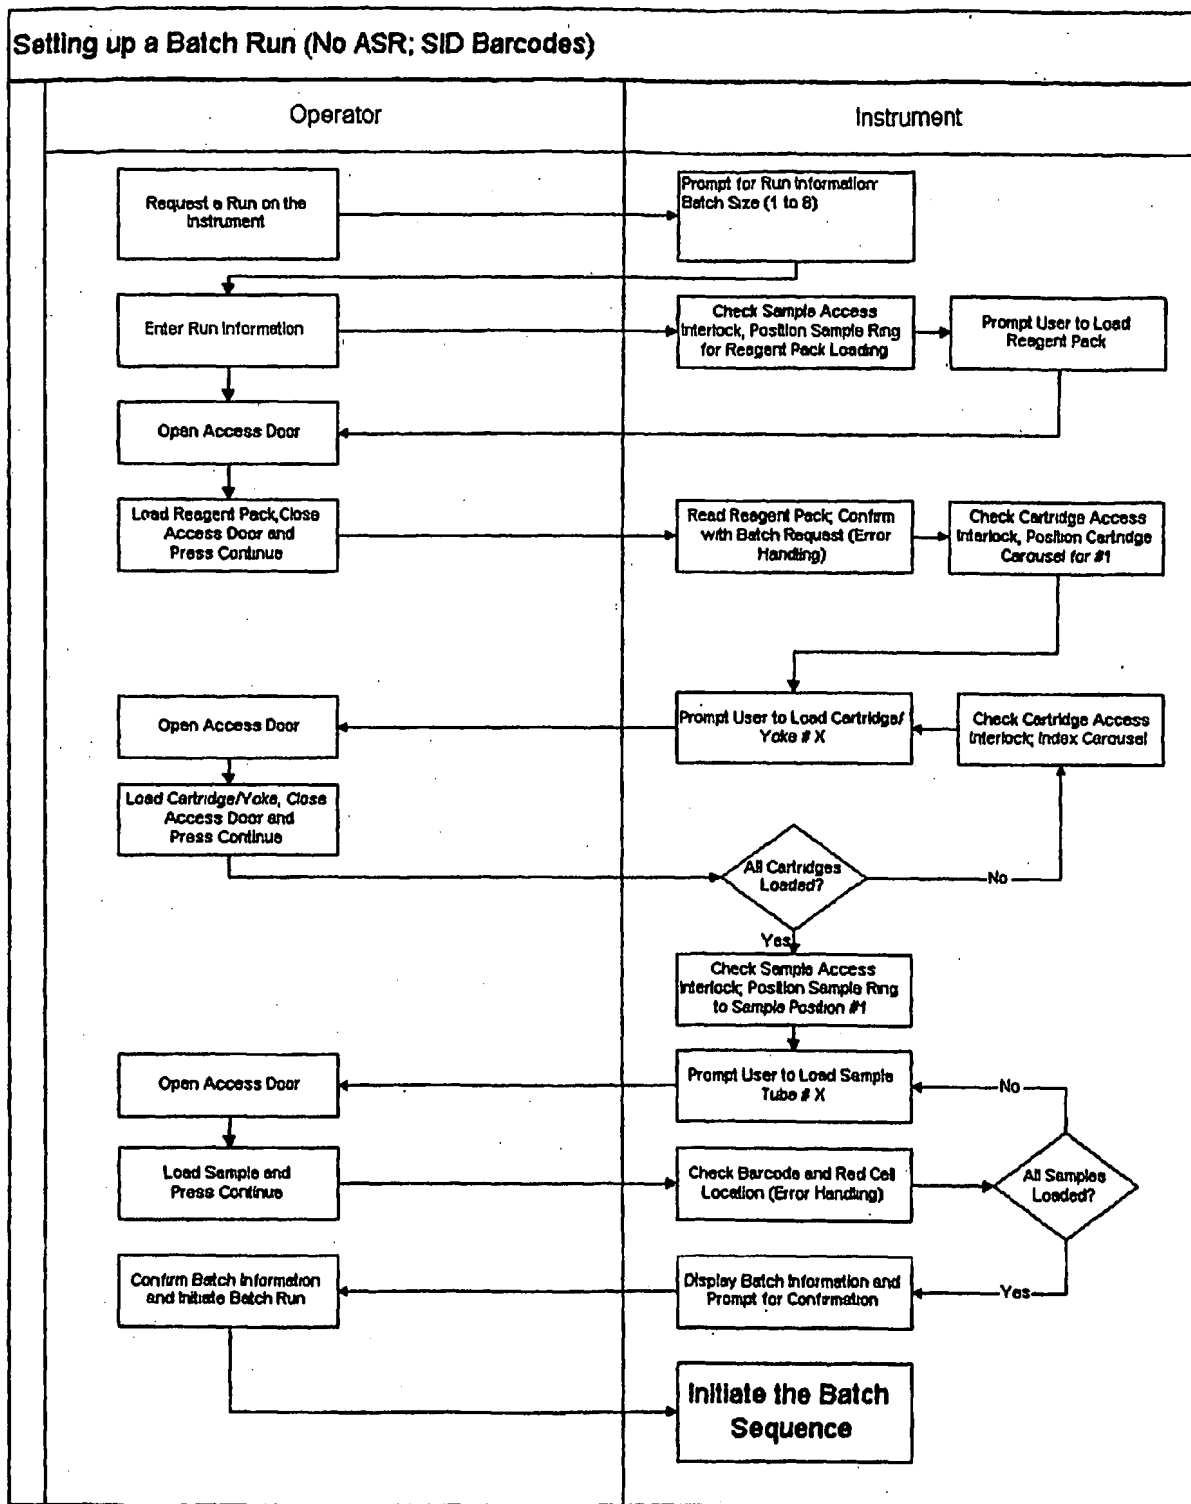 Setting up a Batch Run (No ASR; SID Barcodes)
Operator
Instrument
Request a Run on the
Instrument
Prompt for Run Information
Batch Size (1 to 8)
Enter Run Information
Check Sample Access
Interlock, Position Sample Ring
for Reagent Pack Loading
Prompt User to Load
Reagent Pack
Open Access Door
Load Reagent Pack, Close
Access Door and
Press Continue
Read Reagent Pack; Confirm
with Batch Request (Error
Handling)
Check Cartridge Access
Interlock, Position Cartridge
Carousel for #1
Open Access Door
Prompt User to Load Cartridge/
Yoke # X
Check Cartridge Access
Interlock; Index Carousel
Load Cartridge/Yoke, Close
Access Door and
Press Continue
All Cartridges
Loaded?
No
Yes
Check Sample Access
Interlock; Position Sample Ring
to Sample Position #1
Open Access Door
Prompt User to Load Sample
Tube # X
No
Load Sample and
Press Continue
Check Barcode and Red Cell
Location (Error Handling)
All Samples
Loaded?
Confirm Batch Information
and Initiate Batch Run
Display Batch Information and
Prompt for Confirmation
Yes
Initiate the Batch
Sequence